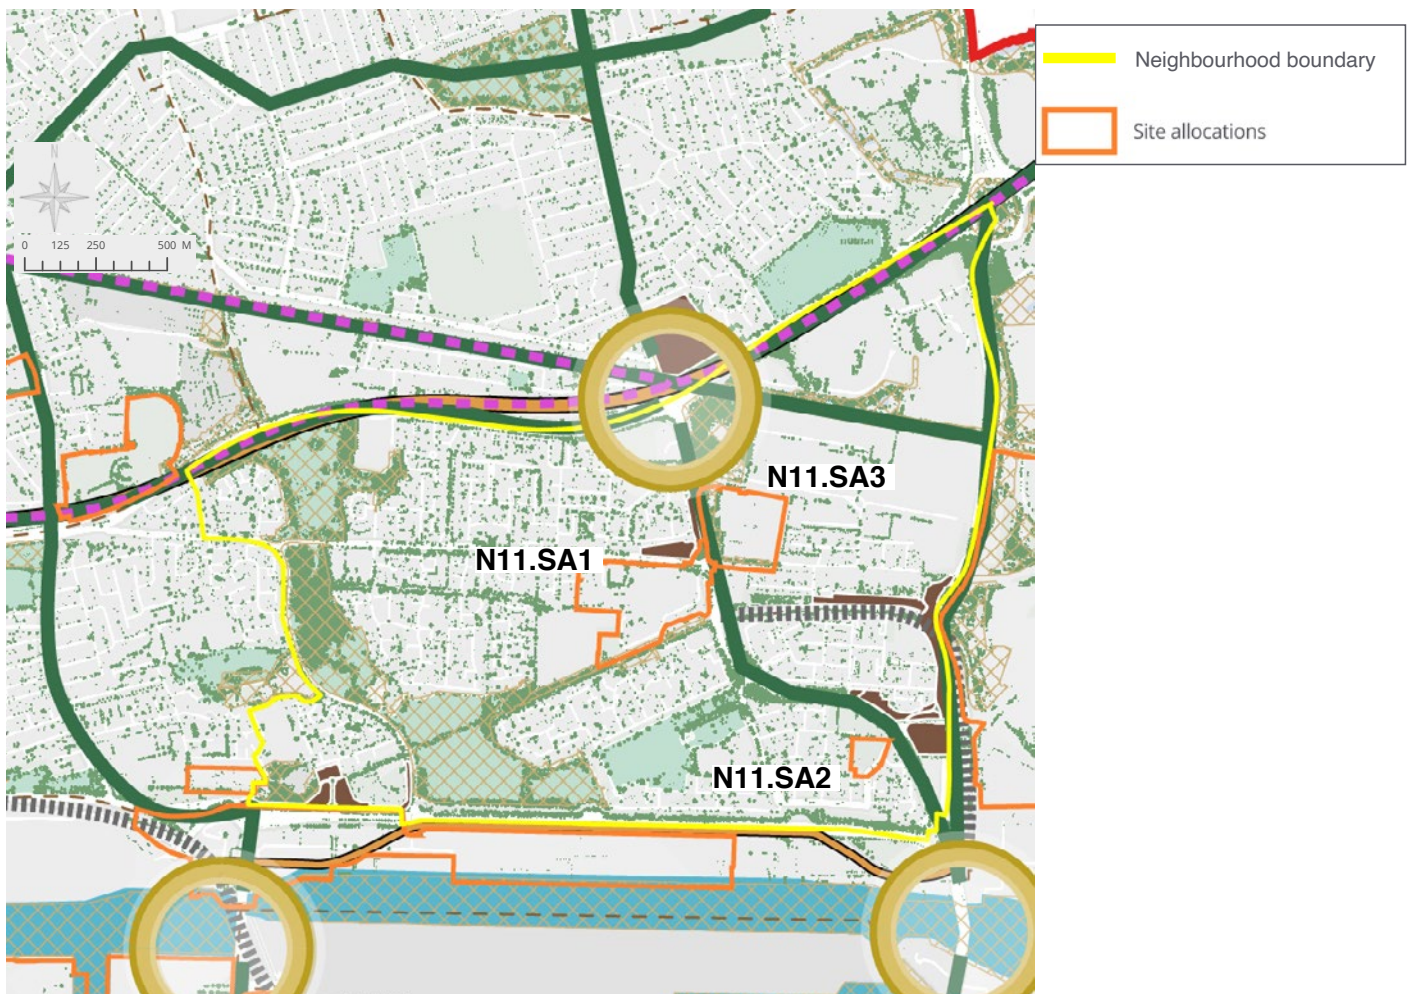 Neighbourhood boundary
Site allocations
N
0 125 250 500 M
N11.SA3
N11.SA1
N11.SA2